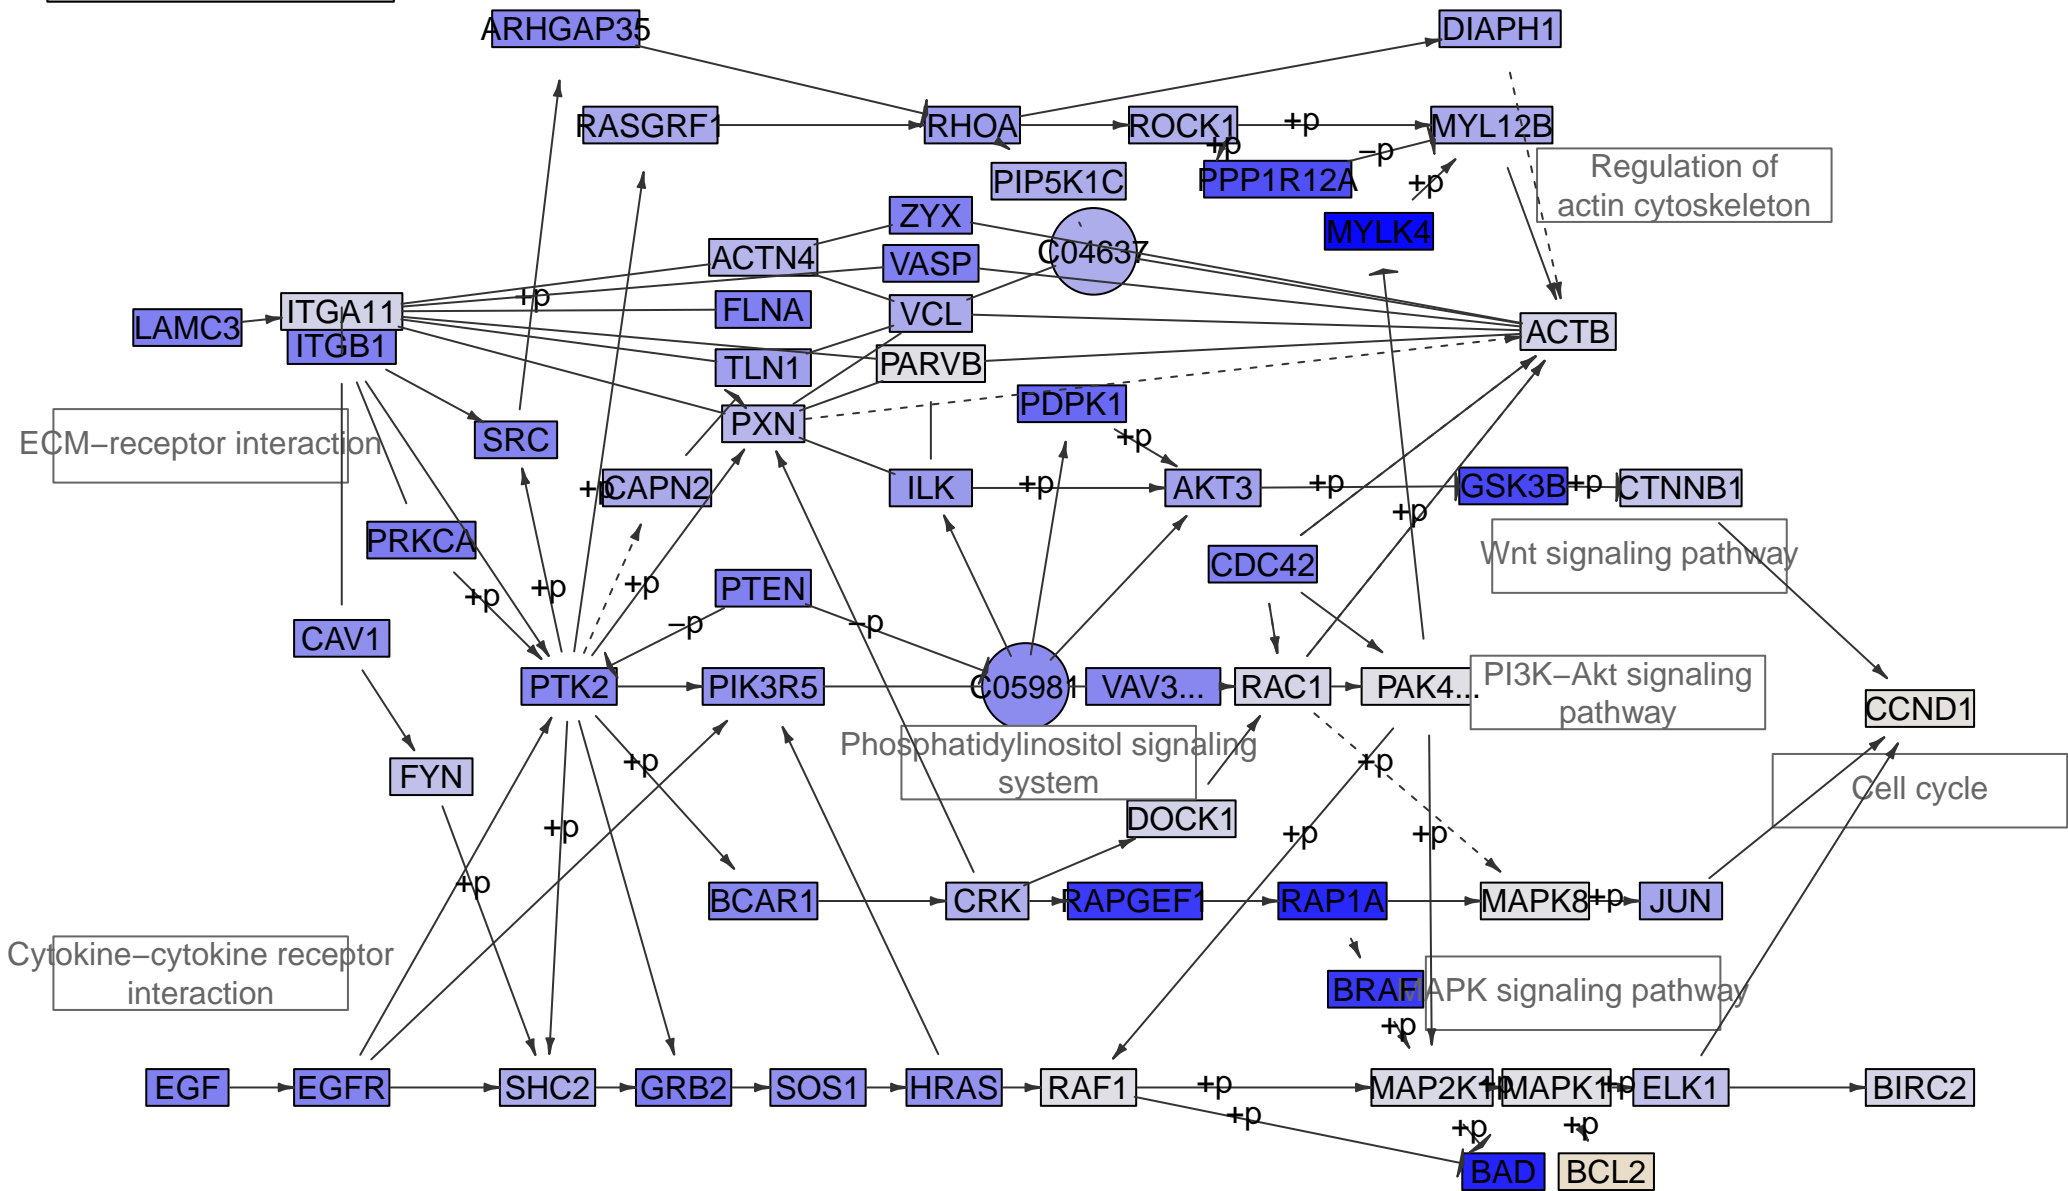 ARHGAP35
DIAPH1
RASGRF1
RHOA
ROCK1
+p
MYL12B
+p
−p
PIP5K1C
PPP1R12A
+p
Regulation of
actin cytoskeleton
ZYX
MYLK4
ACTN4
VASP
C04637
+p
ITGA11
FLNA
VCL
LAMC3
ITGB1
ACTB
TLN1
PARVB
PDPK1
PXN
+p
ECM−receptor interaction
SRC
+p
CAPN2
ILK
+p
AKT3
+p
GSK3B
+p
CTNNB1
+p
PRKCA
Wnt signaling pathway
CDC42
+p
+p
+p
PTEN
−p
−p
CAV1
PTK2
PIK3R5
C05981
VAV3...
RAC1
PAK4...
PI3K−Akt signaling
pathway
CCND1
Phosphatidylinositol signaling
system
+p
+p
FYN
Cell cycle
DOCK1
+p
+p
+p
+p
BCAR1
CRK
RAPGEF1
RAP1A
MAPK8
+p
JUN
Cytokine−cytokine receptor
interaction
BRAF
MAPK signaling pathway
+p
EGF
EGFR
SHC2
GRB2
SOS1
HRAS
RAF1
+p
MAP2K1
+p
MAPK1
+p
ELK1
BIRC2
+p
+p
+p
BAD
BCL2